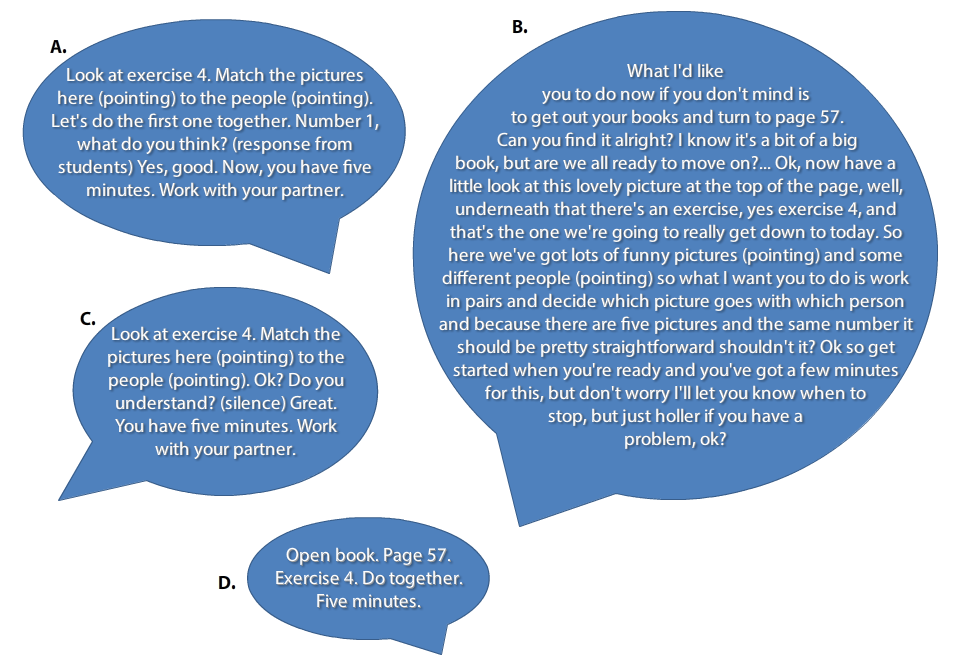 A.
Look at exercise 4. Match the pictures
here (pointing) to the people (pointing).
Let's do the first one together. Number 1,
what do you think? (response from
students) Yes, good. Now, you have five
minutes. Work with your partner.
B.
What I'd like
you to do now if you don't mind is
to get out your books and turn to page 57.
Can you find it alright? I know it's a bit of a big
book, but are we all ready to move on?... Ok, now have a
little look at this lovely picture at the top of the page, well,
underneath that there's an exercise, yes exercise 4, and
that's the one we're going to really get down to today. So
here we've got lots of funny pictures (pointing) and some
different people (pointing) so what I want you to do is work
in pairs and decide which picture goes with which person
and because there are five pictures and the same number it
should be pretty straightforward shouldn't it? Ok so get
started when you're ready and you've got a few minutes
for this, but don't worry I'll let you know when to
stop, but just holler if you have a
problem, ok?
C.
Look at exercise 4. Match the
pictures here (pointing) to the
people (pointing). Ok? Do you
understand? (silence) Great.
You have five minutes. Work
with your partner.
D.
Open book. Page 57.
Exercise 4. Do together.
Five minutes.